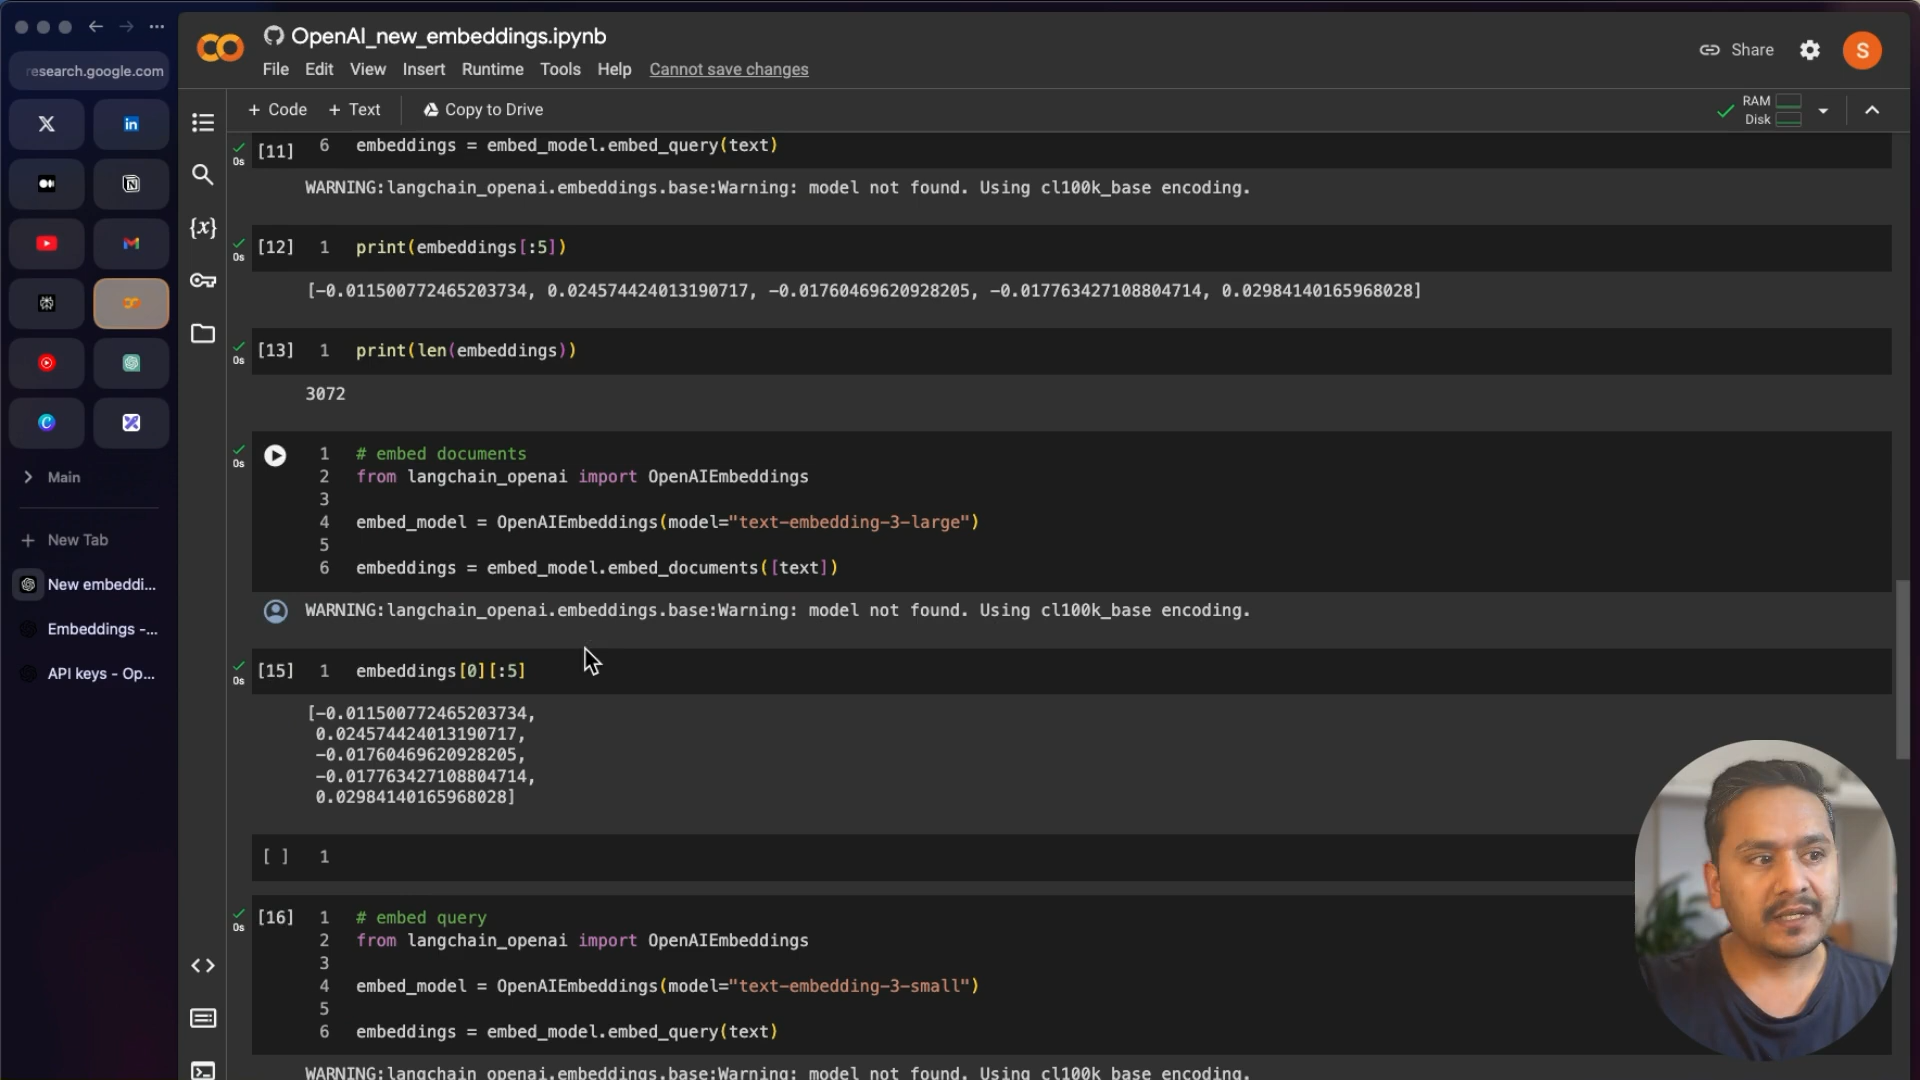 OpenAI_new_embeddings.ipynb
File Edit View Insert Runtime Tools Help Cannot save changes
Share
S
research.google.com
+ Code + Text Copy to Drive
RAM
Disk
Main
New Tab
New embeddi...
Embeddings -...
API keys - Op...
0s [11] 6 embeddings = embed_model.embed_query(text)
WARNING:langchain_openai.embeddings.base:Warning: model not found. Using cl100k_base encoding.
0s [12] 1 print(embeddings[:5])
[-0.011500772465203734, 0.024574424013190717, -0.01760469620928205, -0.017763427108804714, 0.02984140165968028]
0s [13] 1 print(len(embeddings))
3072
0s 1 # embed documents
2 from langchain_openai import OpenAIEmbeddings
3
4 embed_model = OpenAIEmbeddings(model="text-embedding-3-large")
5
6 embeddings = embed_model.embed_documents([text])
WARNING:langchain_openai.embeddings.base:Warning: model not found. Using cl100k_base encoding.
0s [15] 1 embeddings[0][:5]
[-0.011500772465203734,
0.024574424013190717,
-0.01760469620928205,
-0.017763427108804714,
0.02984140165968028]
[ ] 1
0s [16] 1 # embed query
2 from langchain_openai import OpenAIEmbeddings
3
4 embed_model = OpenAIEmbeddings(model="text-embedding-3-small")
5
6 embeddings = embed_model.embed_query(text)
WARNING:langchain_openai.embeddings.base:Warning: model not found. Using cl100k_base encoding.